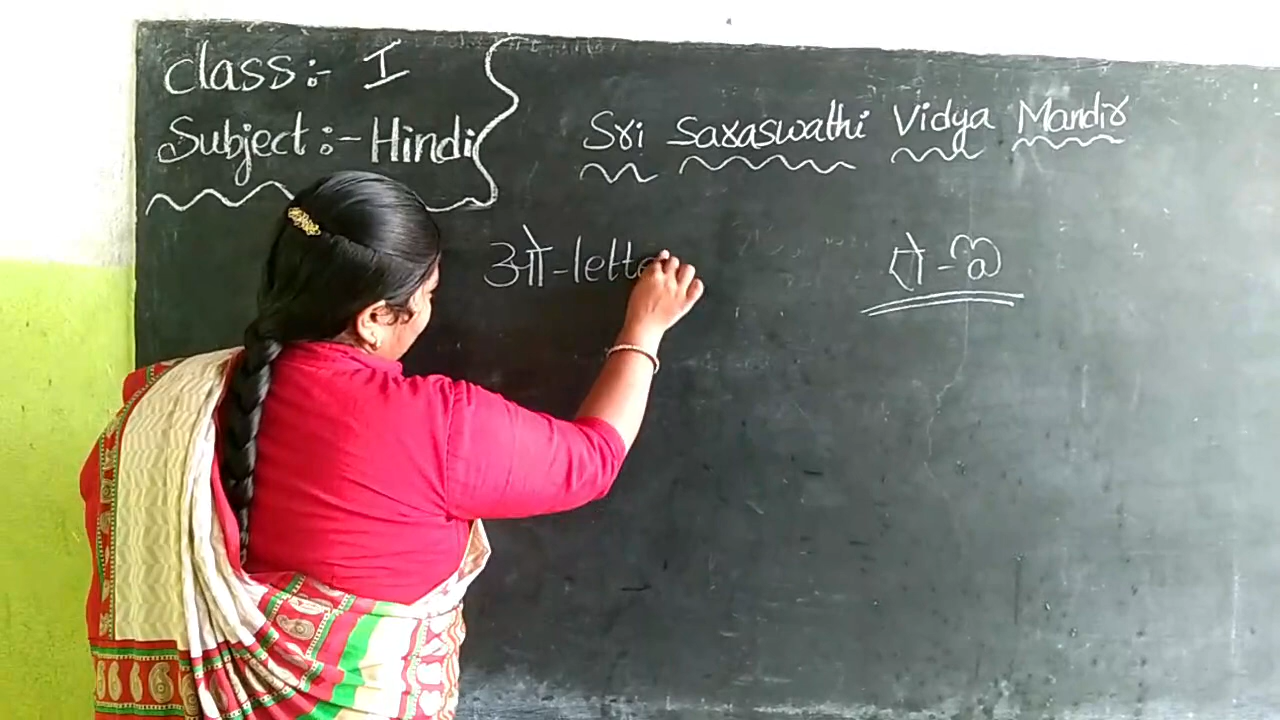 Class:- I
Subject:- Hindi
Sri Saraswathi Vidya Mandir
ओ-lette